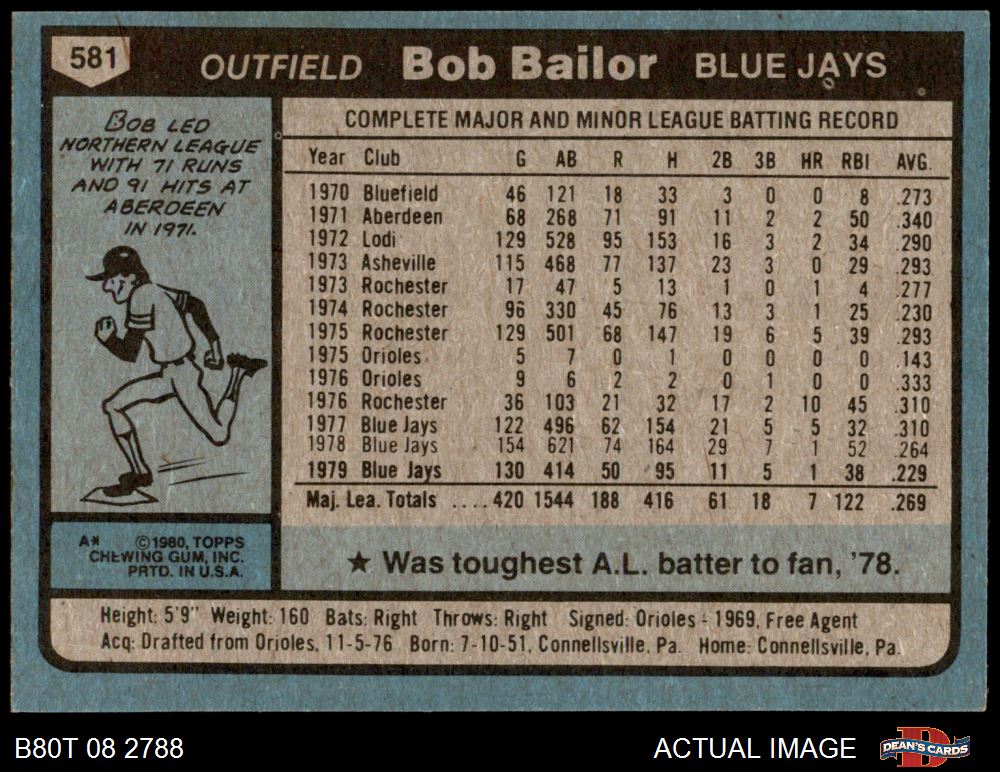 581
OUTFIELD Bob Bailor BLUE JAYS
BOB LED
NORTHERN LEAGUE
WITH 71 RUNS
AND 91 HITS AT
ABERDEEN
IN 1971.
COMPLETE MAJOR AND MINOR LEAGUE BATTING RECORD
Year Club G AB R H 2B 3B HR RBI AVG.
1970 Bluefield 46 121 18 33 3 0 0 8 .273
1971 Aberdeen 68 268 71 91 11 2 2 50 .340
1972 Lodi 129 528 95 153 16 3 2 34 .290
1973 Asheville 115 468 77 137 23 3 0 29 .293
1973 Rochester 17 47 5 13 1 0 1 4 .277
1974 Rochester 96 330 45 76 13 3 1 25 .230
1975 Rochester 129 501 68 147 19 6 5 39 .293
1975 Orioles 5 7 0 1 0 0 0 0 .143
1976 Orioles 9 6 2 2 0 1 0 0 .333
1976 Rochester 36 103 21 32 17 2 10 45 .310
1977 Blue Jays 122 496 62 154 21 5 5 32 .310
1978 Blue Jays 154 621 74 164 29 7 1 52 .264
1979 Blue Jays 130 414 50 95 11 5 1 38 .229
Maj. Lea. Totals .... 420 1544 188 416 61 18 7 122 .269
A* ©1980, TOPPS
CHEWING GUM, INC.
PRTD. IN U.S.A.
★ Was toughest A.L. batter to fan, '78.
Height: 5'9" Weight: 160 Bats: Right Throws: Right Signed: Orioles - 1969, Free Agent
Acq: Drafted from Orioles, 11-5-76 Born: 7-10-51, Connellsville, Pa. Home: Connellsville, Pa.
B80T 08 2788
ACTUAL IMAGE
D
DEAN'S CARDS